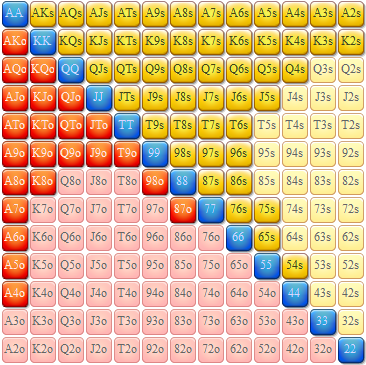 AA AKs AQs AJs AKs A9s A8s A7s A6s A5s A4s A3s A2s
AKo KK KQs KJs KTs K9s K8s K7s K6s K5s K4s K3s K2s
AQo KQo QQ QJs QTs Q9s Q8s Q7s Q6s Q5s Q4s Q3s Q2s
AJo KJo QJo JJ JTs J9s J8s J7s J6s J5s J4s J3s J2s
ATo KTo QTo JTo TT T9s T8s T7s T6s T5s T4s T3s T2s
A9o K9o Q9o J9o T9o 99 98s 97s 96s 95s 94s 93s 92s
A8o K8o Q8o J8o T8o 98o 88 87s 86s 85s 84s 83s 82s
A7o K7o Q7o J7o T7o 97o 87o 77 76s 75s 74s 73s 72s
A6o K6o Q6o J6o T6o 96o 86o 76o 66 65s 64s 63s 62s
A5o K5o Q5o J5o T5o 95o 85o 75o 65o 55 54s 53s 52s
A4o K4o Q4o J4o T4o 94o 84o 74o 64o 54o 44 43s 42s
A3o K3o Q3o J3o T3o 93o 83o 73o 63o 53o 43o 33 32s
A2o K2o Q2o J2o T2o 92o 82o 72o 62o 52o 42o 32o 22